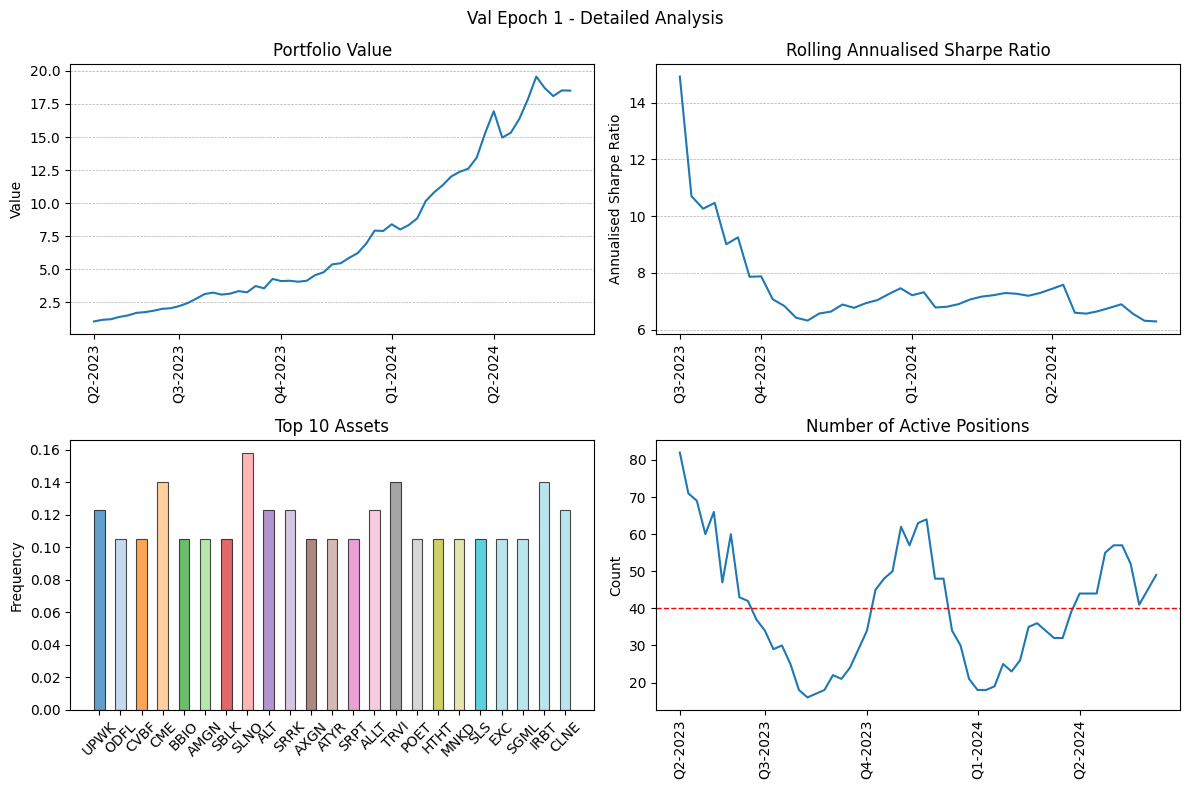 Val Epoch 1 - Detailed Analysis
Portfolio Value
Value
20.0
17.5
15.0
12.5
10.0
7.5
5.0
2.5
Q2-2023
Q3-2023
Q4-2023
Q1-2024
Q2-2024
Rolling Annualised Sharpe Ratio
Annualised Sharpe Ratio
14
12
10
8
6
Q3-2023
Q4-2023
Q1-2024
Q2-2024
Top 10 Assets
Frequency
0.16
0.14
0.12
0.10
0.08
0.06
0.04
0.02
0.00
UPWK
ODFL
CVBF
CME
BBIO
AMGN
SBLK
SLNO
ALT
SRRK
AXGN
ATYR
SRPT
ALLT
TRVI
POET
HTHT
MNKD
SLS
EXC
SGML
IRBT
CLNE
Number of Active Positions
Count
80
70
60
50
40
30
20
Q2-2023
Q3-2023
Q4-2023
Q1-2024
Q2-2024